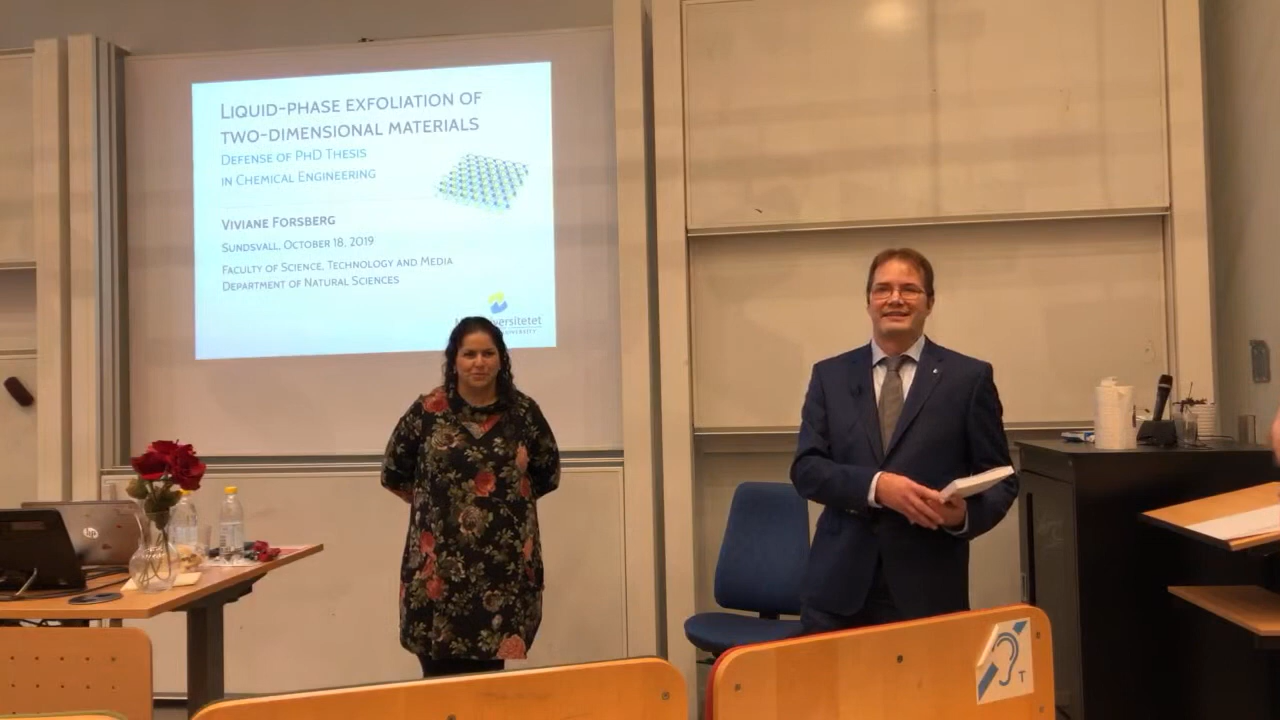 LIQUID-PHASE EXFOLIATION OF
TWO-DIMENSIONAL MATERIALS
DEFENSE OF PHD THESIS
IN CHEMICAL ENGINEERING
VIVIANE FORSBERG
SUNDSVALL, OCTOBER 18, 2019
FACULTY OF SCIENCE, TECHNOLOGY AND MEDIA
DEPARTMENT OF NATURAL SCIENCES
hp
T